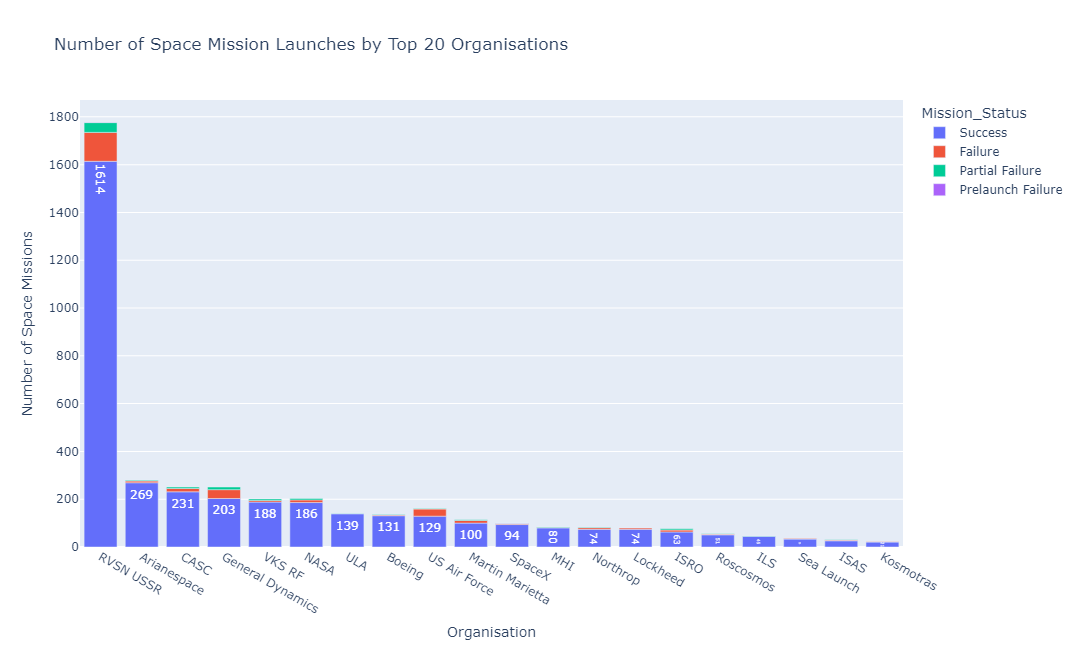 Number of Space Mission Launches by Top 20 Organisations
Mission_Status
Success
Failure
Partial Failure
Prelaunch Failure
Number of Space Missions
1800
1600
1400
1200
1000
800
600
400
200
0
1614
269
231
203
188
186
139
131
129
100
94
80
74
74
63
RVSN USSR
Arianespace
CASC
General Dynamics
VKS RF
NASA
ULA
Boeing
US Air Force
Martin Marietta
SpaceX
MHI
Northrop
Lockheed
ISRO
Roscosmos
ILS
Sea Launch
ISAS
Kosmotras
Organisation